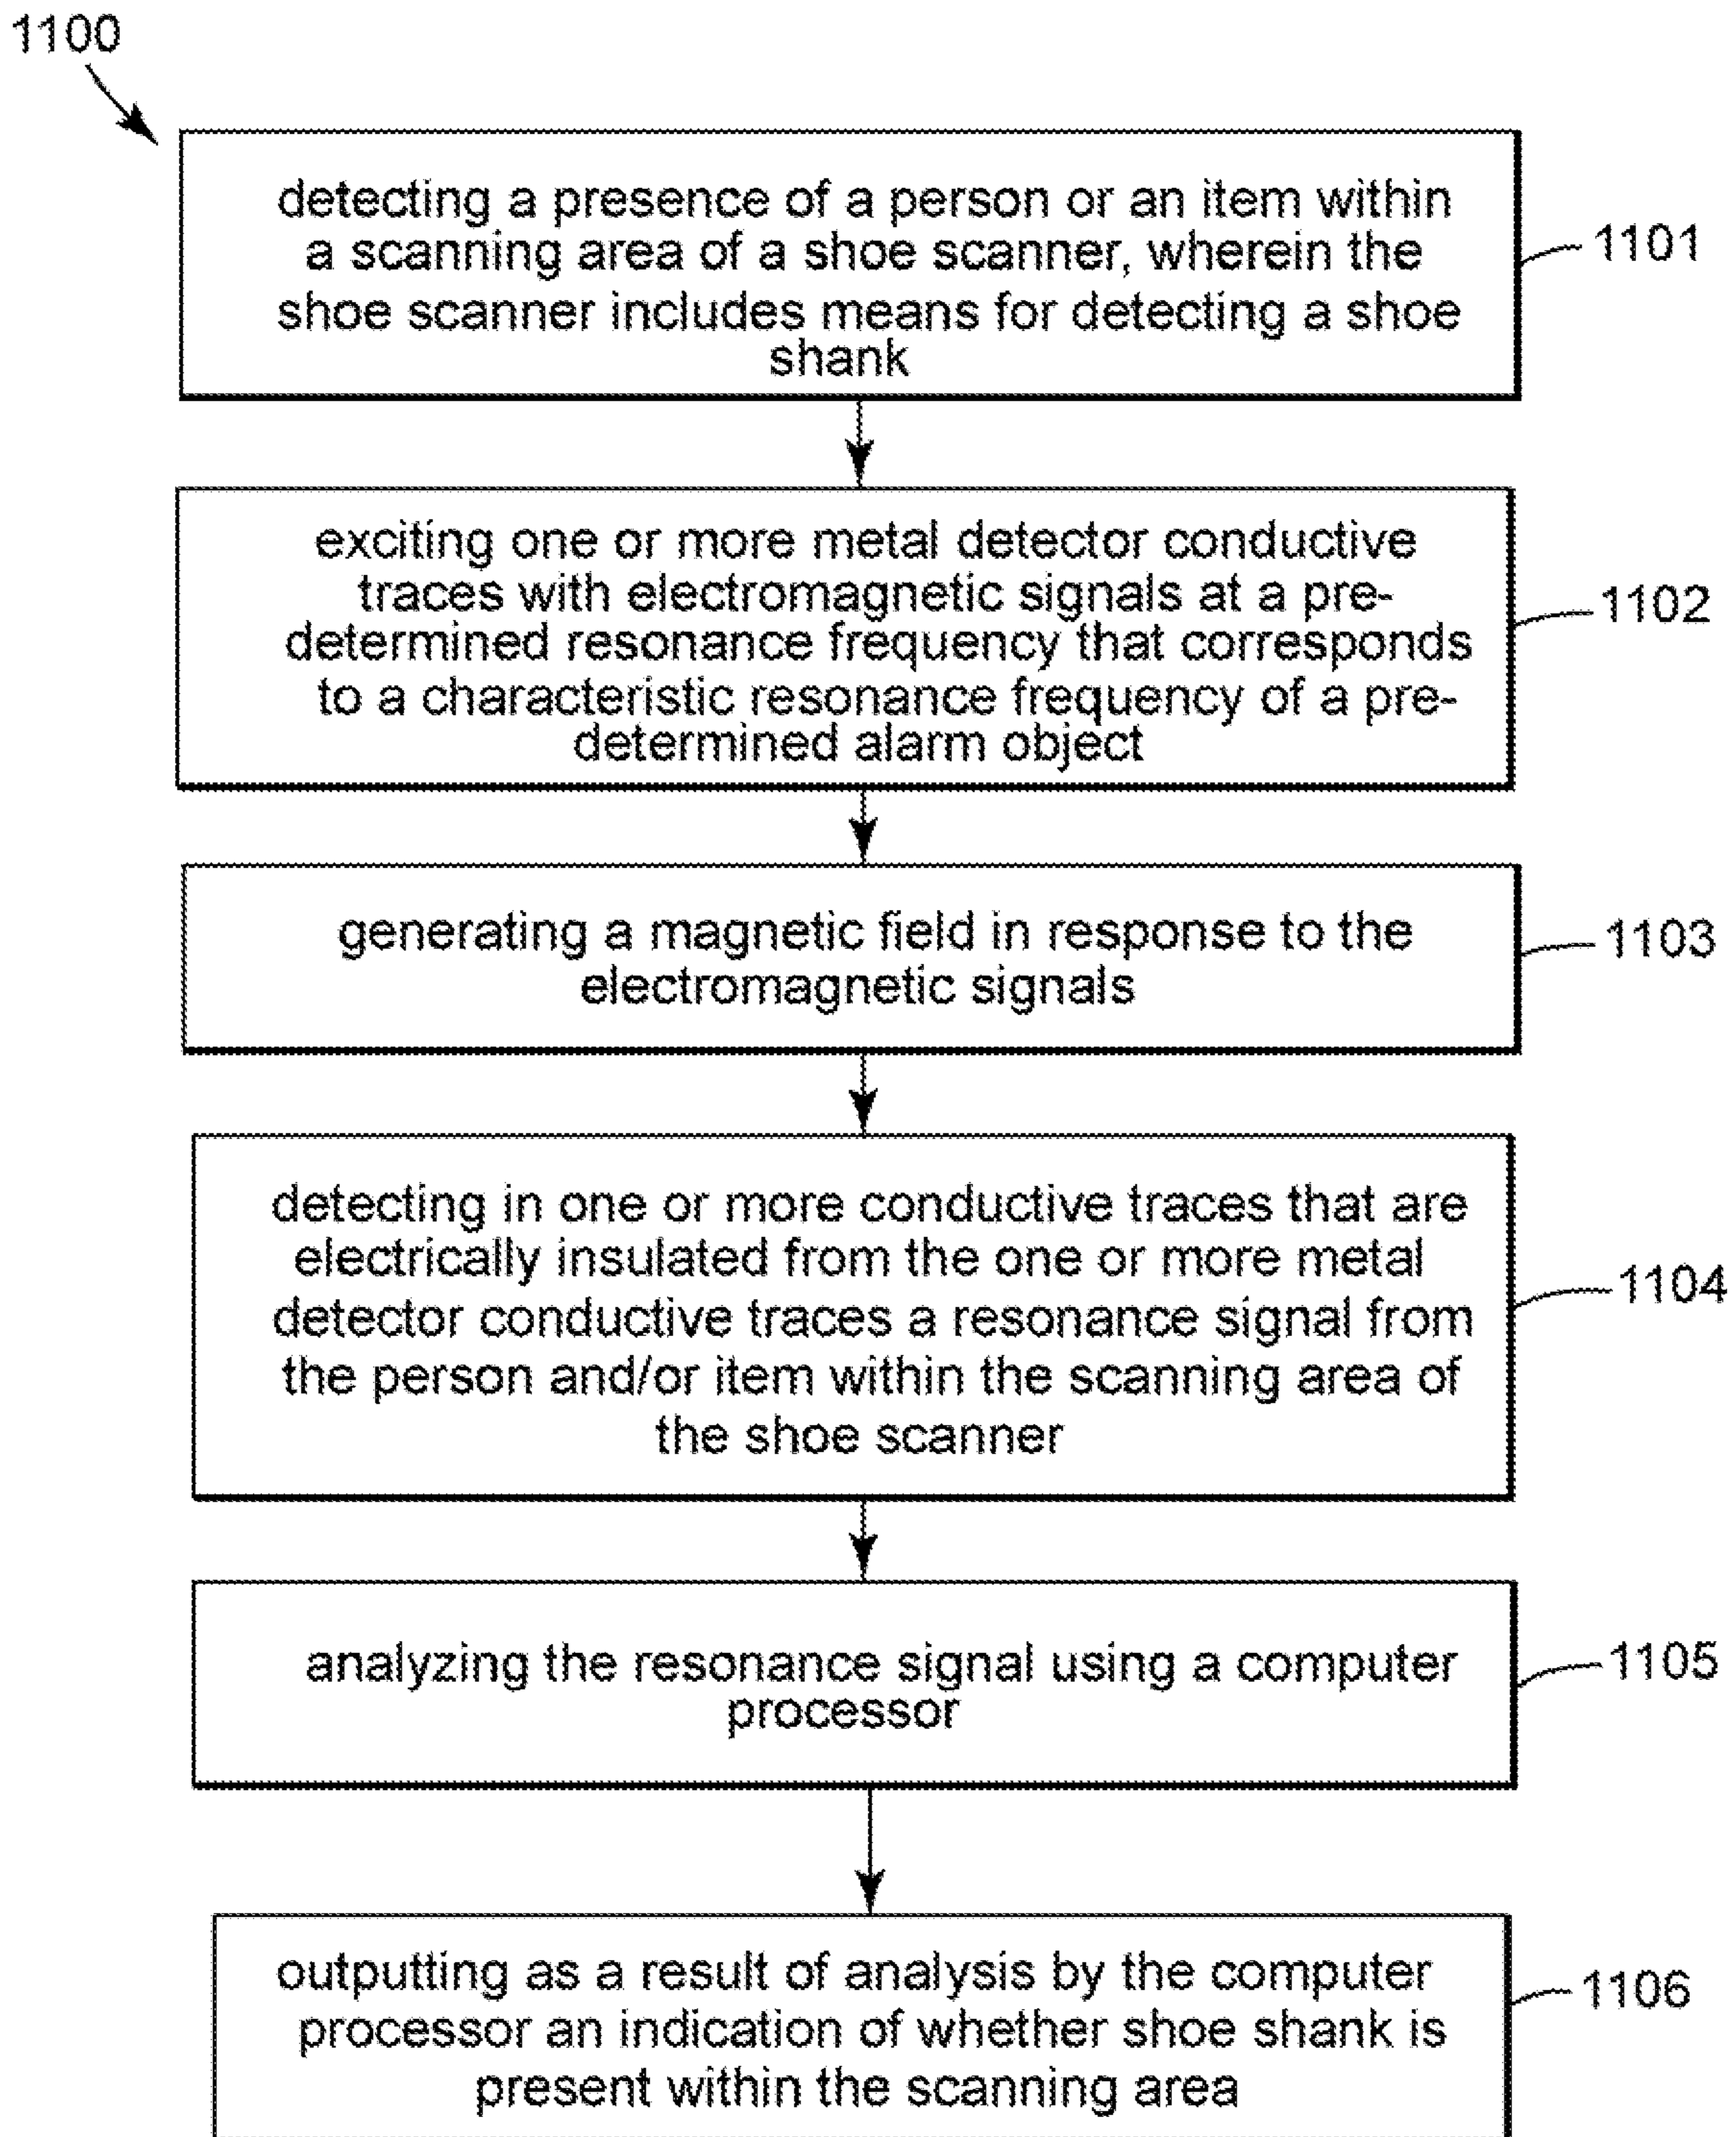 1100
detecting a presence of a person or an item within
a scanning area of a shoe scanner, wherein the
shoe scanner includes means for detecting a shoe
shank
1101
exciting one or more metal detector conductive
traces with electromagnetic signals at a pre-
determined resonance frequency that corresponds
to a characteristic resonance frequency of a pre-
determined alarm object
1102
generating a magnetic field in response to the
electromagnetic signals
1103
detecting in one or more conductive traces that are
electrically insulated from the one or more metal
detector conductive traces a resonance signal from
the person and/or item within the scanning area of
the shoe scanner
1104
analyzing the resonance signal using a computer
processor
1105
outputting as a result of analysis by the computer
processor an indication of whether shoe shank is
present within the scanning area
1106